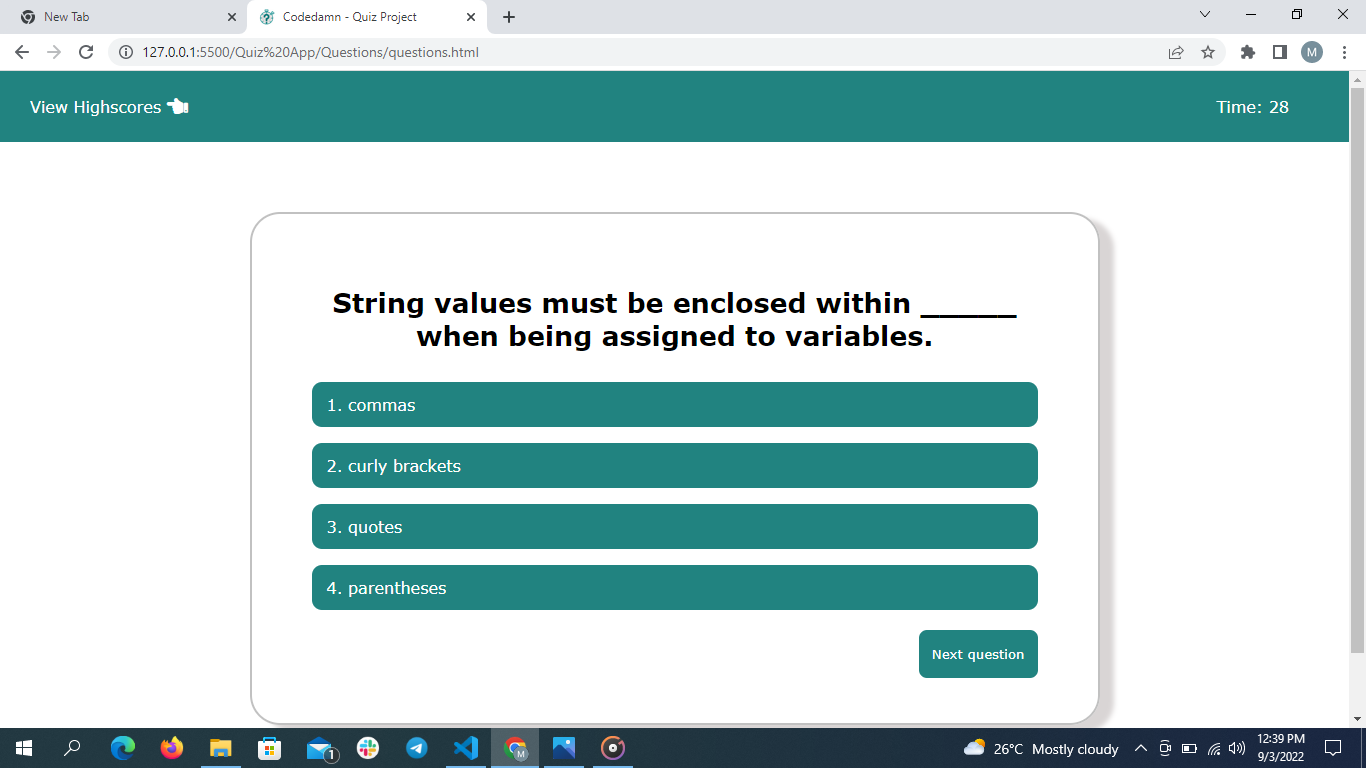 New Tab
Codedamn - Quiz Project
127.0.0.1:5500/Quiz%20App/Questions/questions.html
M
View Highscores
Time: 28
String values must be enclosed within _____
when being assigned to variables.
1. commas
2. curly brackets
3. quotes
4. parentheses
Next question
1
M
26°C Mostly cloudy
12:39 PM
9/3/2022